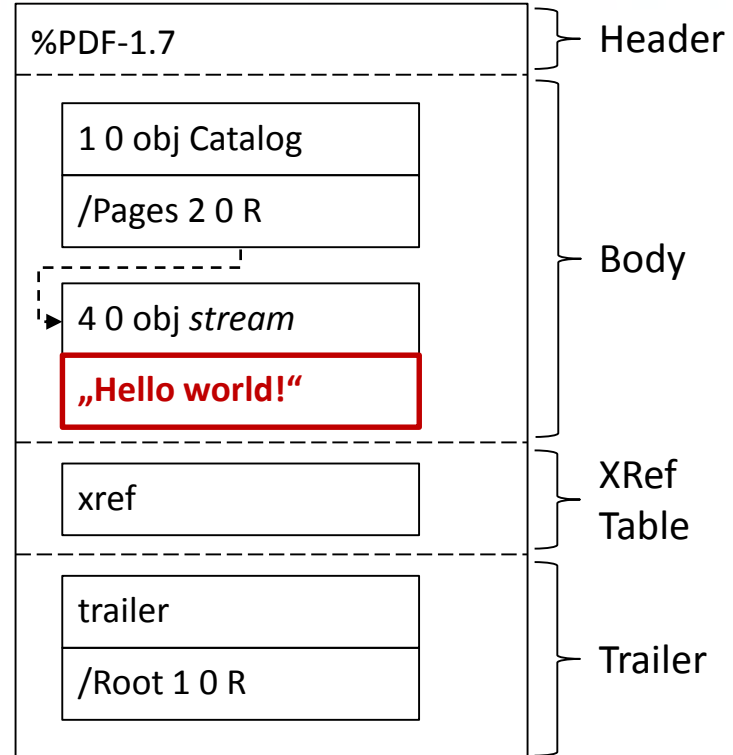 %PDF-1.7
Header
1 0 obj Catalog
/Pages 2 0 R
Body
4 0 obj stream
„Hello world!“
xref
XRef
Table
trailer
/Root 1 0 R
Trailer